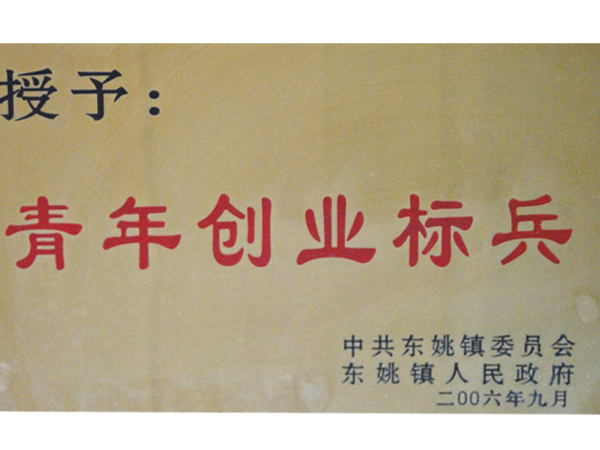 授予：
青年创业标兵
中共东姚镇委员会
东姚镇人民政府
二00六年九月